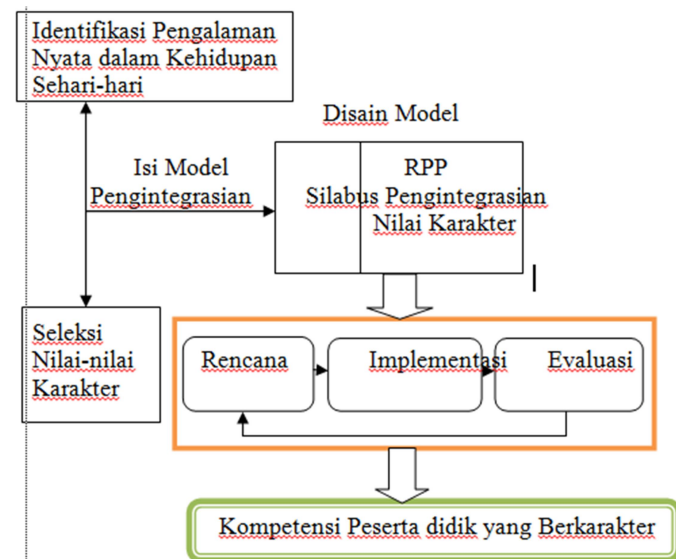 Identifikasi Pengalaman
Nyata dalam Kehidupan
Sehari-hari
Disain Model
Isi Model
Pengintegrasian
RPP
Silabus Pengintegrasian
Nilai Karakter
Seleksi
Nilai-nilai
Karakter
Rencana
Implementasi
Evaluasi
Kompetensi Peserta didik yang Berkarakter